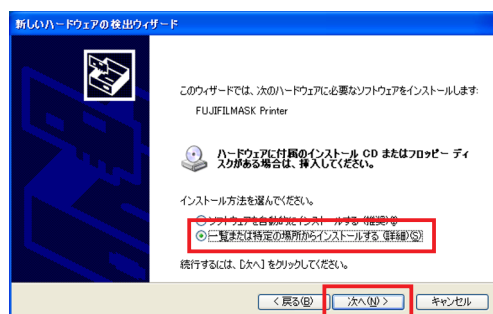 新しいハードウェアの検出ウィザード
このウィザードでは、次のハードウェアに必要なソフトウェアをインストールします:
FUJIFILMASK Printer
ハードウェアに付属のインストール CD またはフロッピー ディ
スクがある場合は、挿入してください。
インストール方法を選んでください。
ソフトウェアを自動的にインストールする (推奨)(I)
一覧または特定の場所からインストールする (詳細)(S)
続行するには、[次へ] をクリックしてください。
< 戻る(B)
次へ(N) >
キャンセル